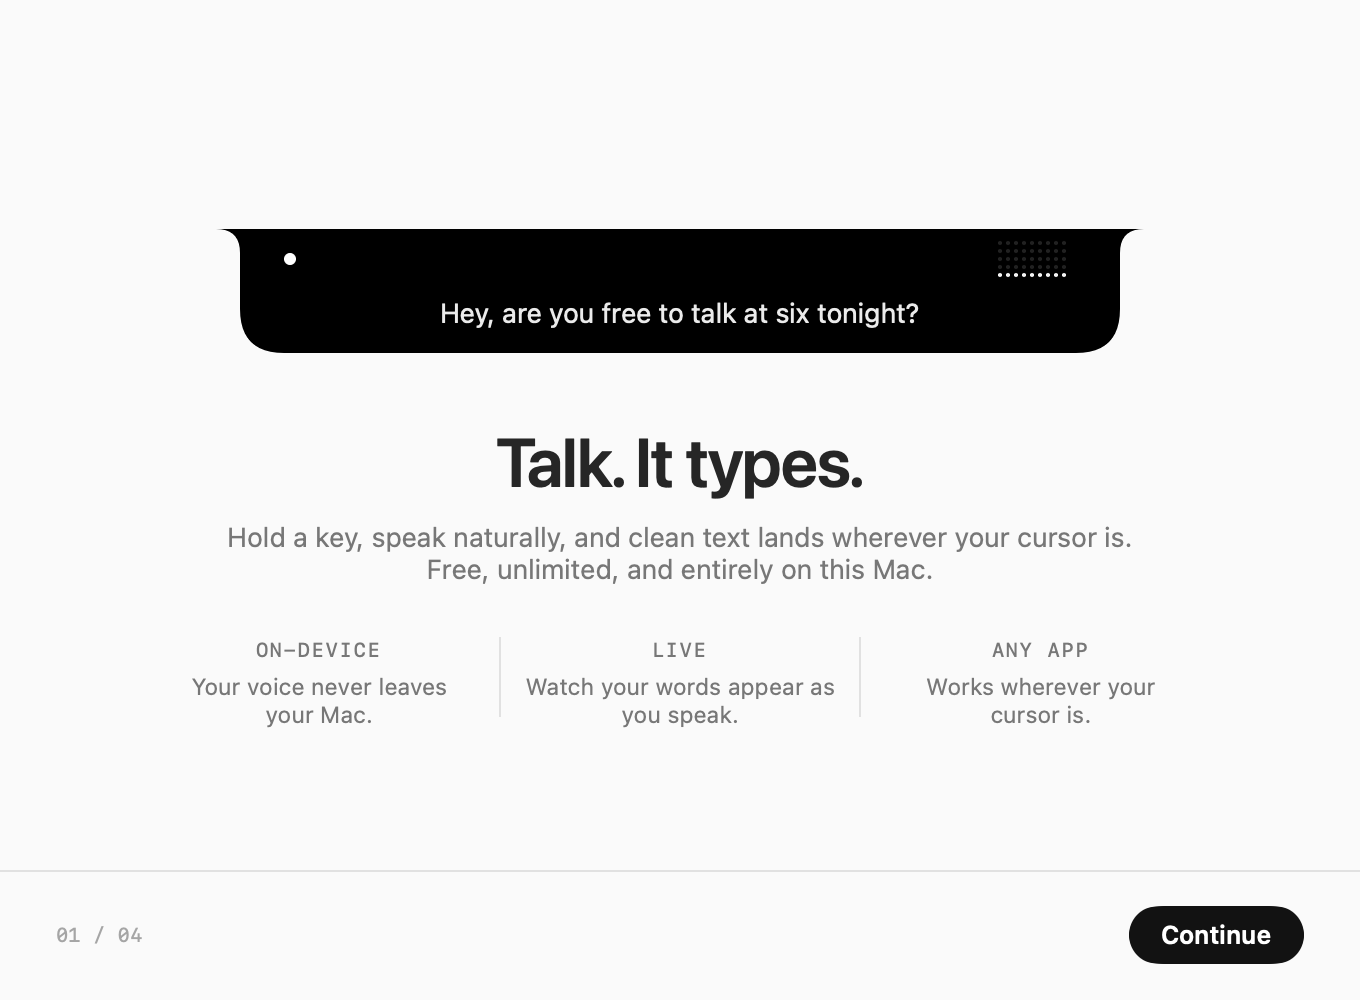 Hey, are you free to talk at six tonight?
Talk. It types.
Hold a key, speak naturally, and clean text lands wherever your cursor is.
Free, unlimited, and entirely on this Mac.
ON-DEVICE
Your voice never leaves
your Mac.
LIVE
Watch your words appear as
you speak.
ANY APP
Works wherever your
cursor is.
01 / 04
Continue